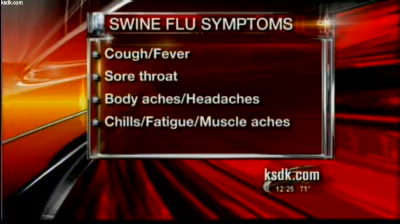 ksdk.com
SWINE FLU SYMPTOMS
Cough/Fever
Sore throat
Body aches/Headaches
Chills/Fatigue/Muscle aches
ksdk.com
12:25 71°